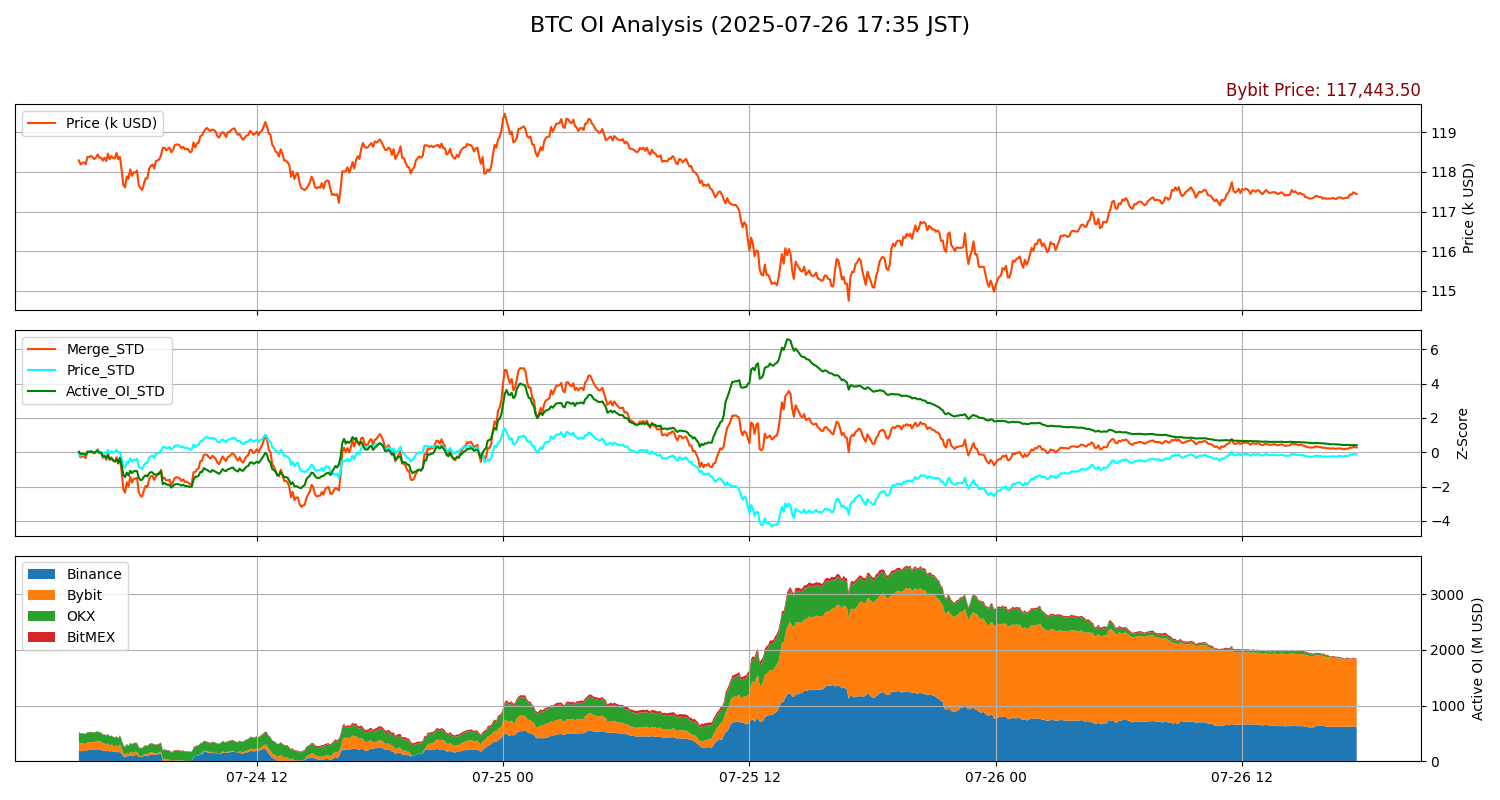 BTC OI Analysis (2025-07-26 17:35 JST)
Bybit Price: 117,443.50
Price (k USD)
119
118
117
116
115
Price (k USD)
Merge_STD
Price_STD
Active_OI_STD
6
4
2
0
−2
−4
Z-Score
Binance
Bybit
OKX
BitMEX
3000
2000
1000
0
Active OI (M USD)
07-24 12
07-25 00
07-25 12
07-26 00
07-26 12